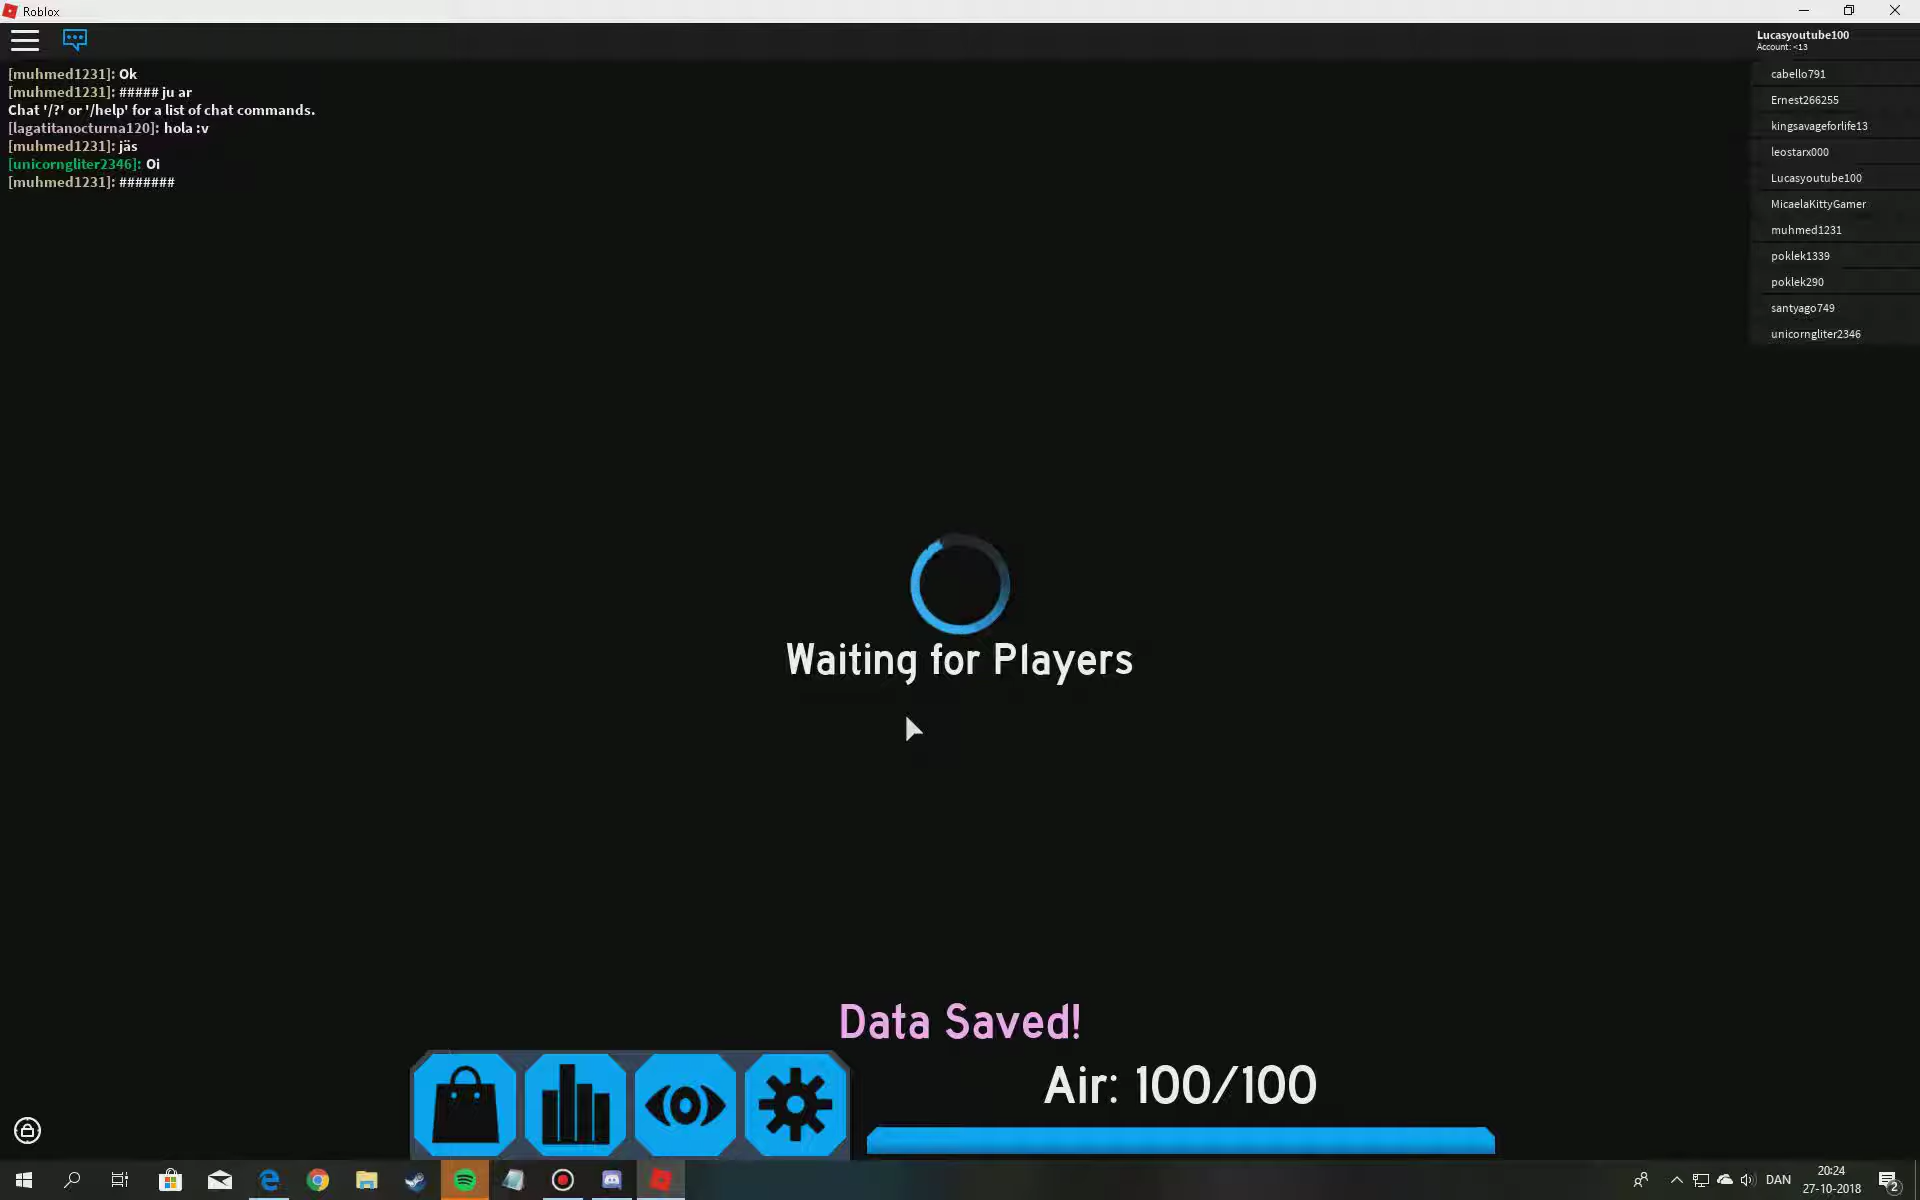 Roblox
Lucasyoutube100
Account: <13
[muhmed1231]: Ok
[muhmed1231]: ##### ju ar
Chat '/?' or '/help' for a list of chat commands.
[lagatitanocturna120]: hola :v
[muhmed1231]: jäs
[unicorngliter2346]: Oi
[muhmed1231]: #######
cabello791
Ernest266255
kingsavageforlife13
leostarx000
Lucasyoutube100
MicaelaKittyGamer
muhmed1231
poklek1339
poklek290
santyago749
unicorngliter2346
Waiting for Players
Data Saved!
Air: 100/100
DAN
20:24
27-10-2018
2